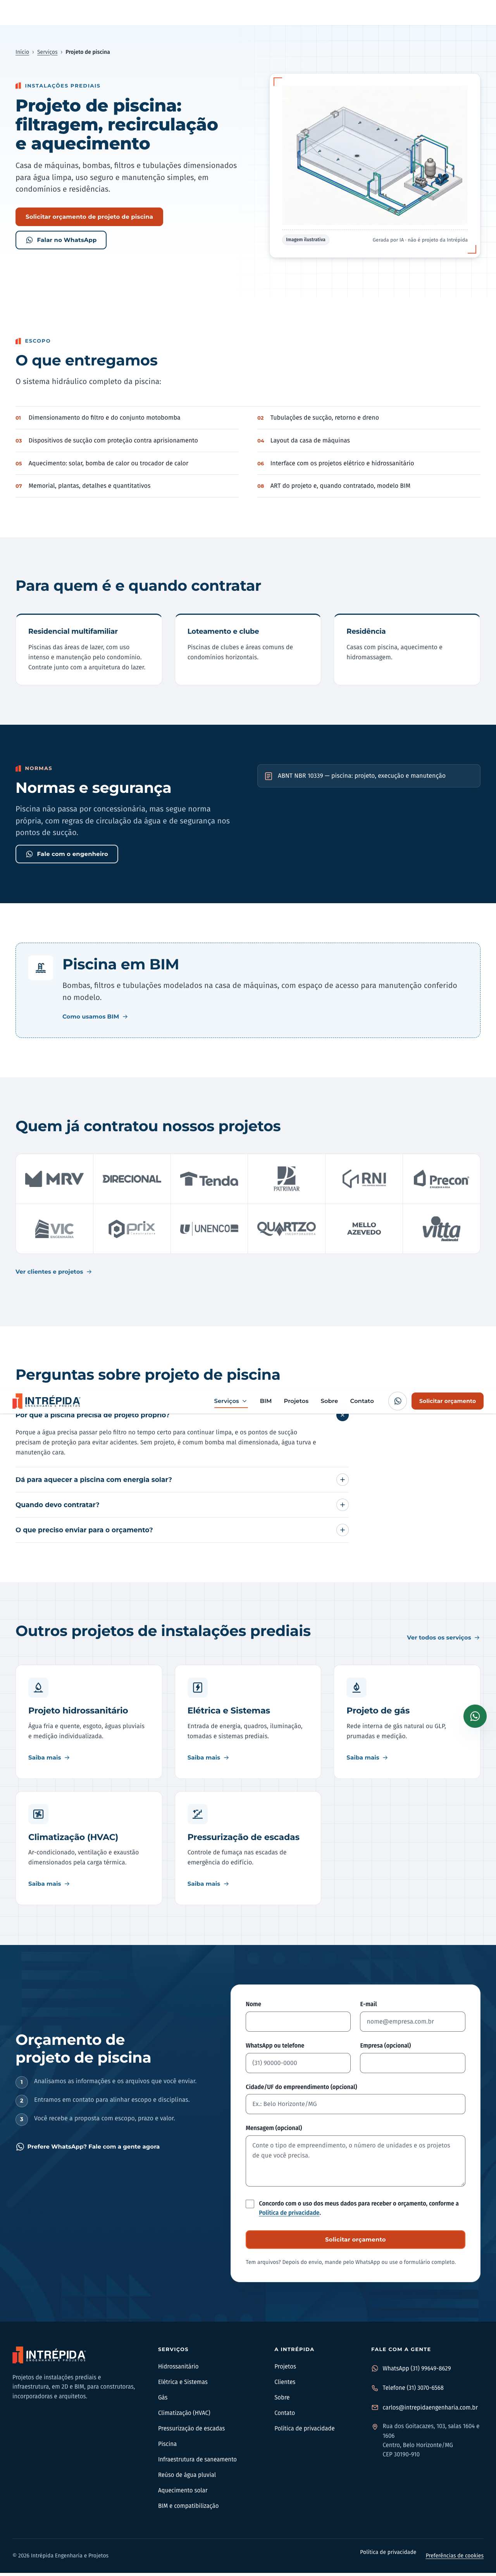 Início › Serviços › Projeto de piscina
INSTALAÇÕES PREDIAIS
Projeto de piscina:
filtragem, recirculação
e aquecimento
Casa de máquinas, bombas, filtros e tubulações dimensionados
para água limpa, uso seguro e manutenção simples, em
condomínios e residências.
Solicitar orçamento de projeto de piscina
Falar no WhatsApp
Imagem ilustrativa
Gerada por IA · não é projeto da Intrépida
ESCOPO
O que entregamos
O sistema hidráulico completo da piscina:
01 Dimensionamento do filtro e do conjunto motobomba
02 Tubulações de sucção, retorno e dreno
03 Dispositivos de sucção com proteção contra aprisionamento
04 Layout da casa de máquinas
05 Aquecimento: solar, bomba de calor ou trocador de calor
06 Interface com os projetos elétrico e hidrossanitário
07 Memorial, plantas, detalhes e quantitativos
08 ART do projeto e, quando contratado, modelo BIM
Para quem é e quando contratar
Residencial multifamiliar
Piscinas das áreas de lazer, com uso
intenso e manutenção pelo condomínio.
Contrate junto com a arquitetura do lazer.
Loteamento e clube
Piscinas de clubes e áreas comuns de
condomínios horizontais.
Residência
Casas com piscina, aquecimento e
hidromassagem.
NORMAS
Normas e segurança
Piscina não passa por concessionária, mas segue norma
própria, com regras de circulação da água e de segurança nos
pontos de sucção.
Fale com o engenheiro
ABNT NBR 10339 — piscina: projeto, execução e manutenção
Piscina em BIM
Bombas, filtros e tubulações modelados na casa de máquinas, com espaço de acesso para manutenção conferido
no modelo.
Como usamos BIM →
Quem já contratou nossos projetos
MRV
DIRECIONAL
Tenda
PATRIMAR
RNI
Precon
VIC
ENGENHARIA
prix
UNENCO
QUARTZO
MELLO
AZEVEDO
vitta
Ver clientes e projetos →
Perguntas sobre projeto de piscina
INTRÉPIDA
ENGENHARIA E PROJETOS
Serviços
BIM
Projetos
Sobre
Contato
Solicitar orçamento
Por que a piscina precisa de projeto próprio?
Porque a água precisa passar pelo filtro no tempo certo para continuar limpa, e os pontos de sucção
precisam de proteção para evitar acidentes. Sem projeto, é comum bomba mal dimensionada, água turva e
manutenção cara.
Dá para aquecer a piscina com energia solar?
Quando devo contratar?
O que preciso enviar para o orçamento?
Outros projetos de instalações prediais
Ver todos os serviços →
Projeto hidrossanitário
Água fria e quente, esgoto, águas pluviais
e medição individualizada.
Saiba mais →
Elétrica e Sistemas
Entrada de energia, quadros, iluminação,
tomadas e sistemas prediais.
Saiba mais →
Projeto de gás
Rede interna de gás natural ou GLP,
prumadas e medição.
Saiba mais →
Climatização (HVAC)
Ar-condicionado, ventilação e exaustão
dimensionados pela carga térmica.
Saiba mais →
Pressurização de escadas
Controle de fumaça nas escadas de
emergência do edifício.
Saiba mais →
Orçamento de
projeto de piscina
1 Analisamos as informações e os arquivos que você enviar.
2 Entramos em contato para alinhar escopo e disciplinas.
3 Você recebe a proposta com escopo, prazo e valor.
Prefere WhatsApp? Fale com a gente agora
Nome
E-mail
nome@empresa.com.br
WhatsApp ou telefone
(31) 90000-0000
Empresa (opcional)
Cidade/UF do empreendimento (opcional)
Ex.: Belo Horizonte/MG
Mensagem (opcional)
Conte o tipo de empreendimento, o número de unidades e os projetos
de que você precisa.
Concordo com o uso dos meus dados para receber o orçamento, conforme a
Política de privacidade.
Solicitar orçamento
Tem arquivos? Depois do envio, mande pelo WhatsApp ou use o formulário completo.
INTRÉPIDA
ENGENHARIA E PROJETOS
Projetos de instalações prediais e
infraestrutura, em 2D e BIM, para construtoras,
incorporadoras e arquitetos.
SERVIÇOS
Hidrossanitário
Elétrica e Sistemas
Gás
Climatização (HVAC)
Pressurização de escadas
Piscina
Infraestrutura de saneamento
Reúso de água pluvial
Aquecimento solar
BIM e compatibilização
A INTRÉPIDA
Projetos
Clientes
Sobre
Contato
Política de privacidade
FALE COM A GENTE
WhatsApp (31) 99649-8629
Telefone (31) 3070-6568
carlos@intrepidaengenharia.com.br
Rua dos Goitacazes, 103, salas 1604 e
1606
Centro, Belo Horizonte/MG
CEP 30190-910
© 2026 Intrépida Engenharia e Projetos
Política de privacidade
Preferências de cookies